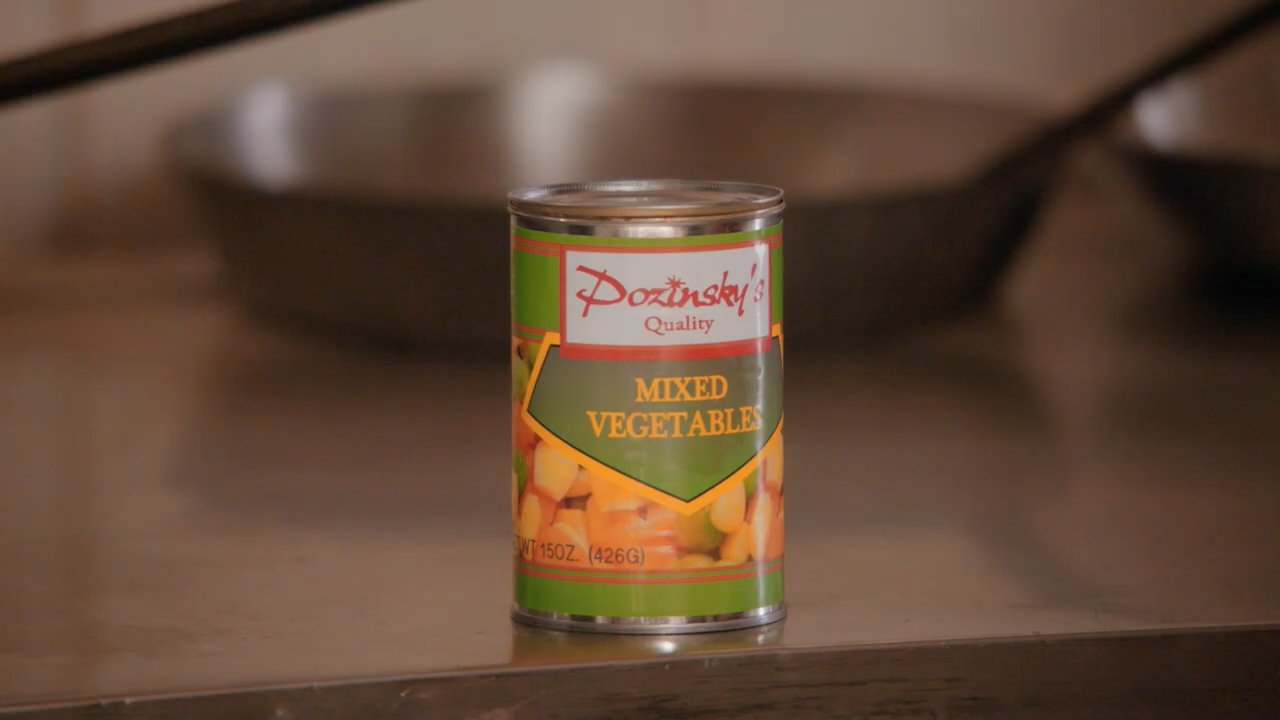 Dozinsky's
Quality
MIXED
VEGETABLES
WT 15OZ. (426G)